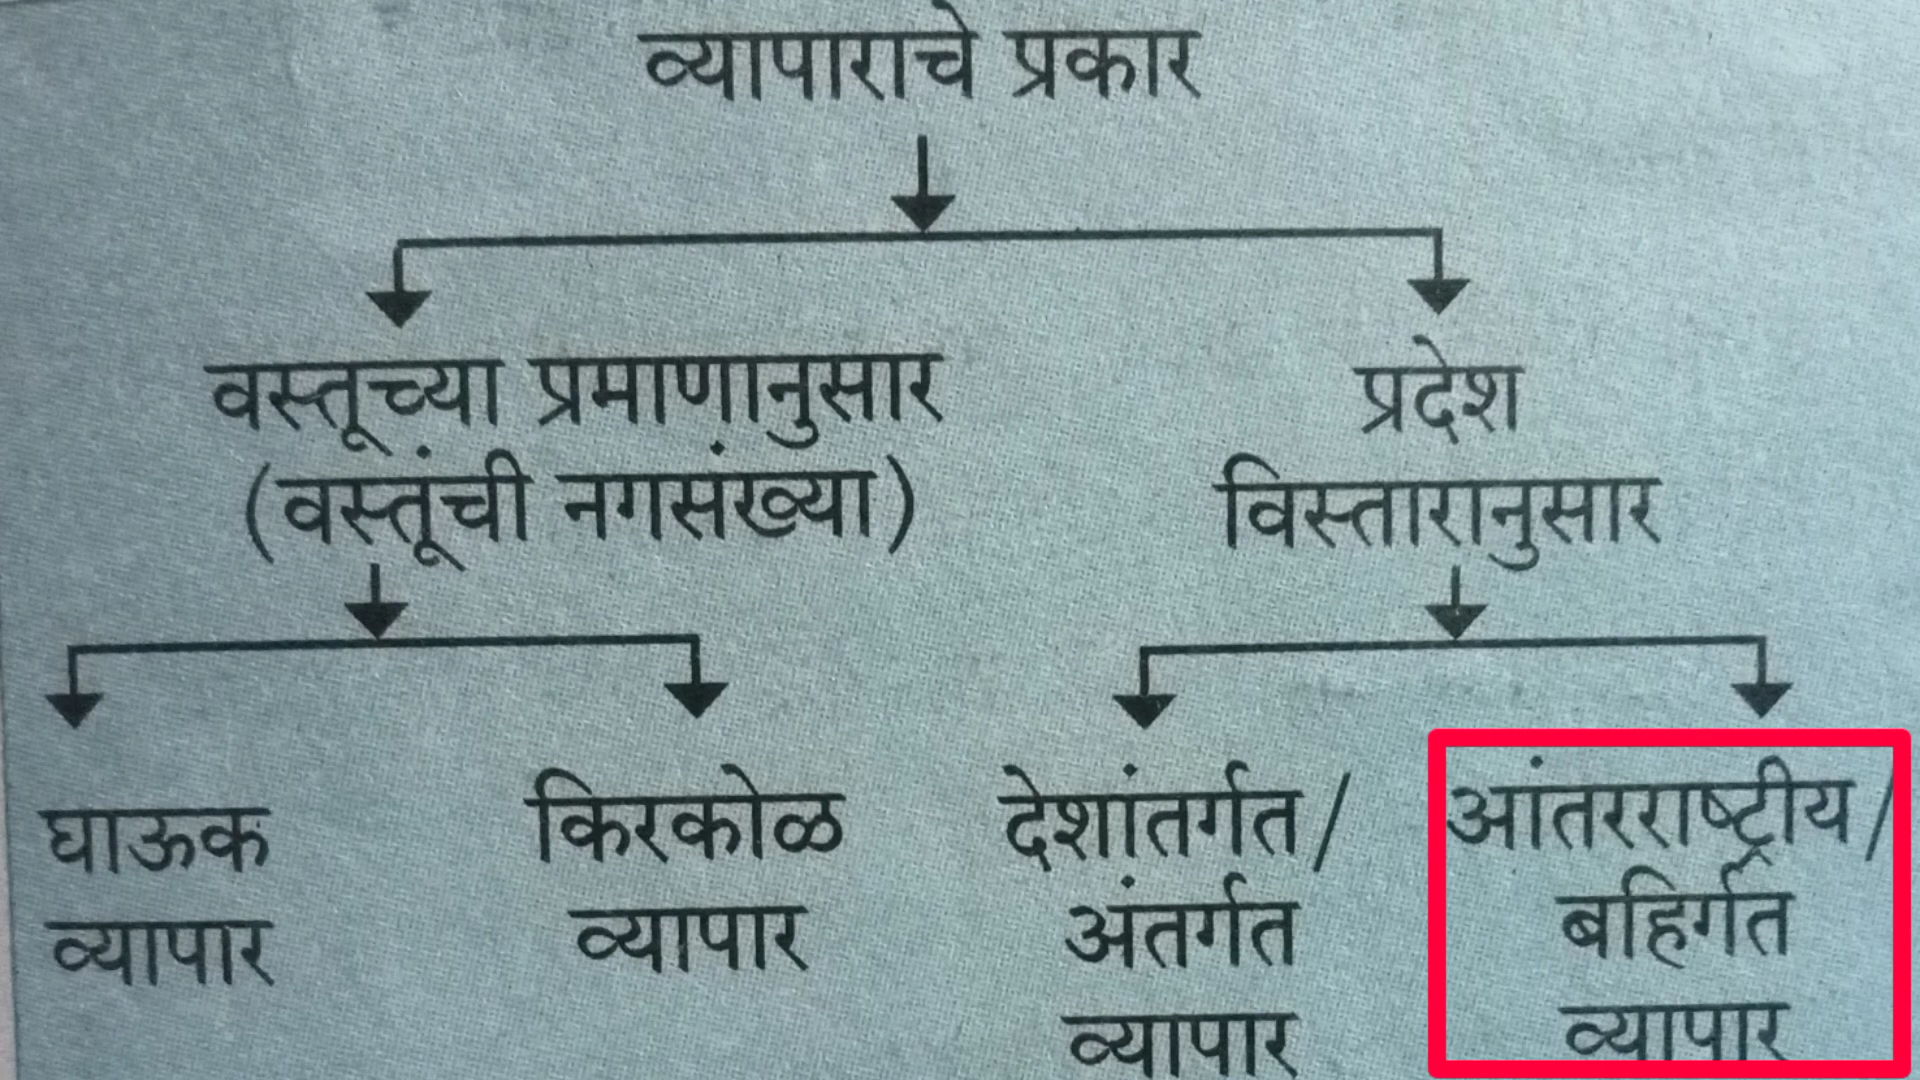 व्यापाराचे प्रकार
वस्तूच्या प्रमाणानुसार
(वस्तूंची नगसंख्या)
प्रदेश
विस्तारानुसार
घाऊक
व्यापार
किरकोळ
व्यापार
देशांतर्गत/
अंतर्गत
व्यापार
आंतरराष्ट्रीय/
बहिर्गत
व्यापार